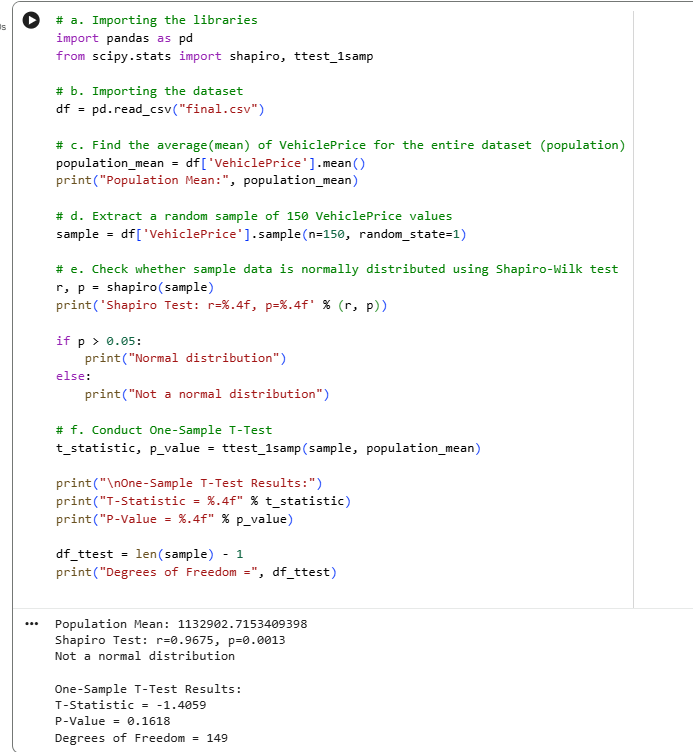 # a. Importing the libraries
import pandas as pd
from scipy.stats import shapiro, ttest_1samp
# b. Importing the dataset
df = pd.read_csv("final.csv")
# c. Find the average(mean) of VehiclePrice for the entire dataset (population)
population_mean = df['VehiclePrice'].mean()
print("Population Mean:", population_mean)
# d. Extract a random sample of 150 VehiclePrice values
sample = df['VehiclePrice'].sample(n=150, random_state=1)
# e. Check whether sample data is normally distributed using Shapiro-Wilk test
r, p = shapiro(sample)
print('Shapiro Test: r=%.4f, p=%.4f' % (r, p))
if p > 0.05:
    print("Normal distribution")
else:
    print("Not a normal distribution")
# f. Conduct One-Sample T-Test
t_statistic, p_value = ttest_1samp(sample, population_mean)
print("\nOne-Sample T-Test Results:")
print("T-Statistic = %.4f" % t_statistic)
print("P-Value = %.4f" % p_value)
df_ttest = len(sample) - 1
print("Degrees of Freedom =", df_ttest)
Population Mean: 1132902.7153409398
Shapiro Test: r=0.9675, p=0.0013
Not a normal distribution
One-Sample T-Test Results:
T-Statistic = -1.4059
P-Value = 0.1618
Degrees of Freedom = 149